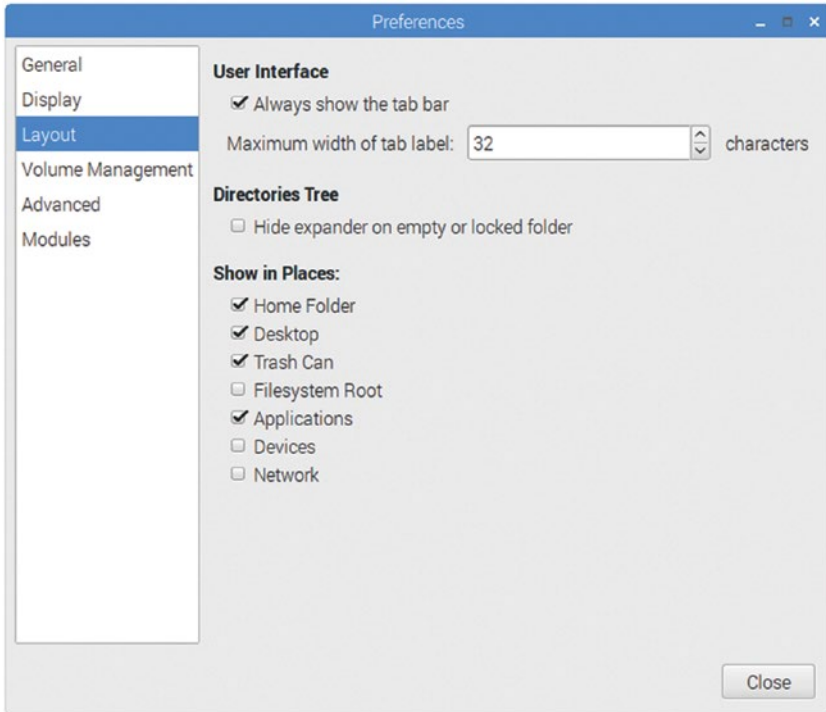 Preferences
General
Display
Layout
Volume Management
Advanced
Modules
User Interface
Always show the tab bar
Maximum width of tab label: 32 characters
Directories Tree
Hide expander on empty or locked folder
Show in Places:
Home Folder
Desktop
Trash Can
Filesystem Root
Applications
Devices
Network
Close